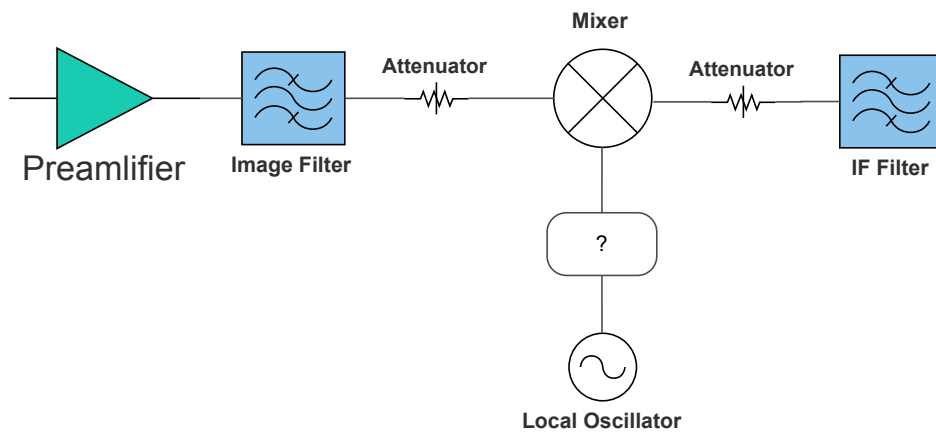 Mixer
Attenuator
Attenuator
Preamlifier
Image Filter
IF Filter
?
Local Oscillator